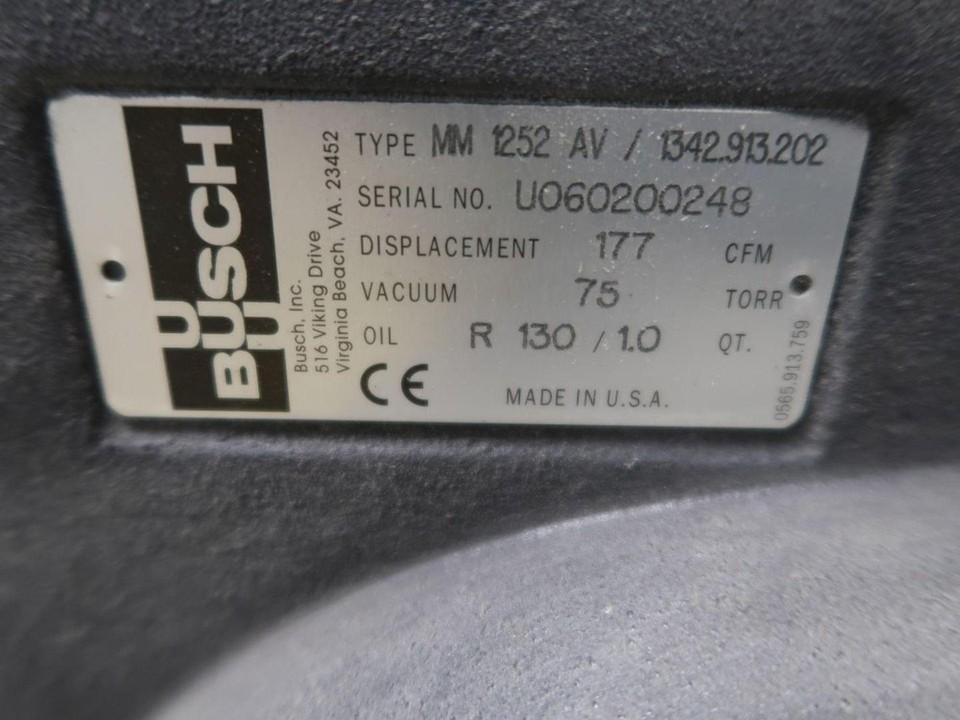 BUSCH
Busch, Inc.
516 Viking Drive
Virginia Beach, VA. 23452
TYPE MM 1252 AV / 1342.913.202
SERIAL NO. U060200248
DISPLACEMENT 177 CFM
VACUUM 75 TORR
OIL R 130 / 1.0 QT.
CE MADE IN U.S.A.
0565.913.759